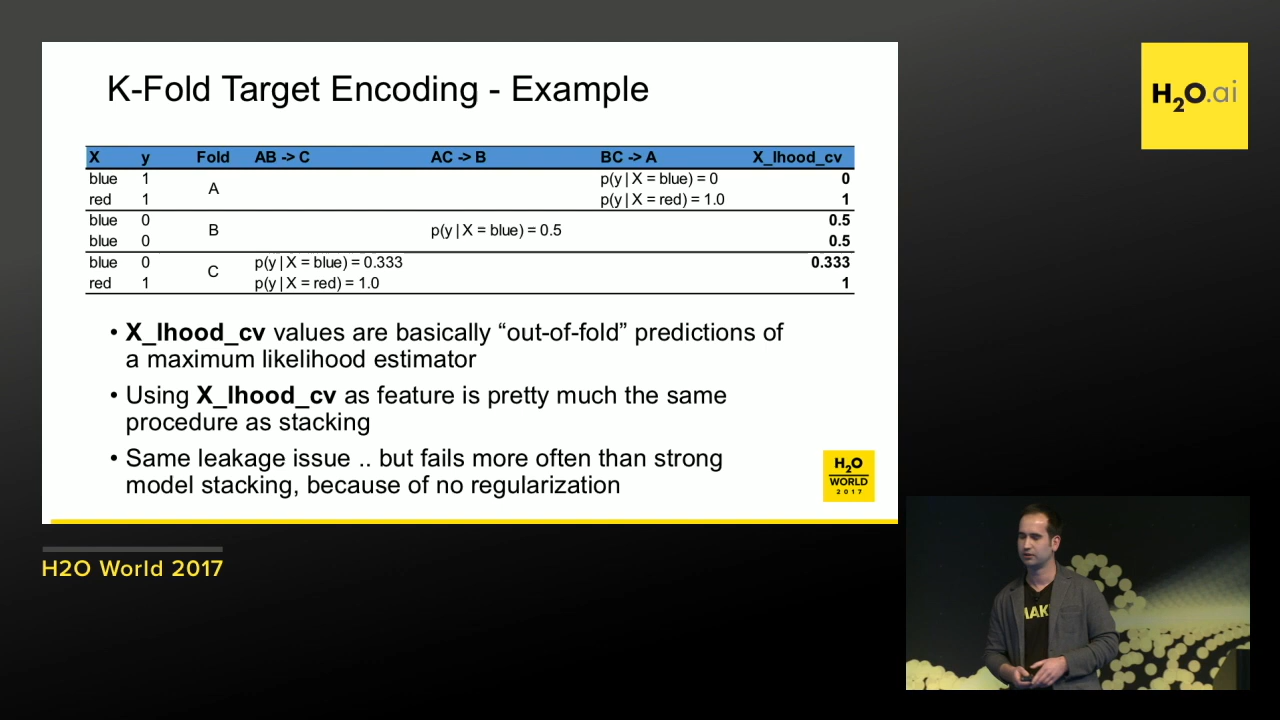 K-Fold Target Encoding - Example
H2O.ai
X y Fold AB -> C AC -> B BC -> A X_lhood_cv
blue 1 A p(y | X = blue) = 0 0
red 1 p(y | X = red) = 1.0 1
blue 0 B p(y | X = blue) = 0.5 0.5
blue 0 0.5
blue 0 C p(y | X = blue) = 0.333 0.333
red 1 p(y | X = red) = 1.0 1
• X_lhood_cv values are basically “out-of-fold” predictions of
a maximum likelihood estimator
• Using X_lhood_cv as feature is pretty much the same
procedure as stacking
• Same leakage issue .. but fails more often than strong
model stacking, because of no regularization
H2O
WORLD
2017
H2O World 2017
MAK